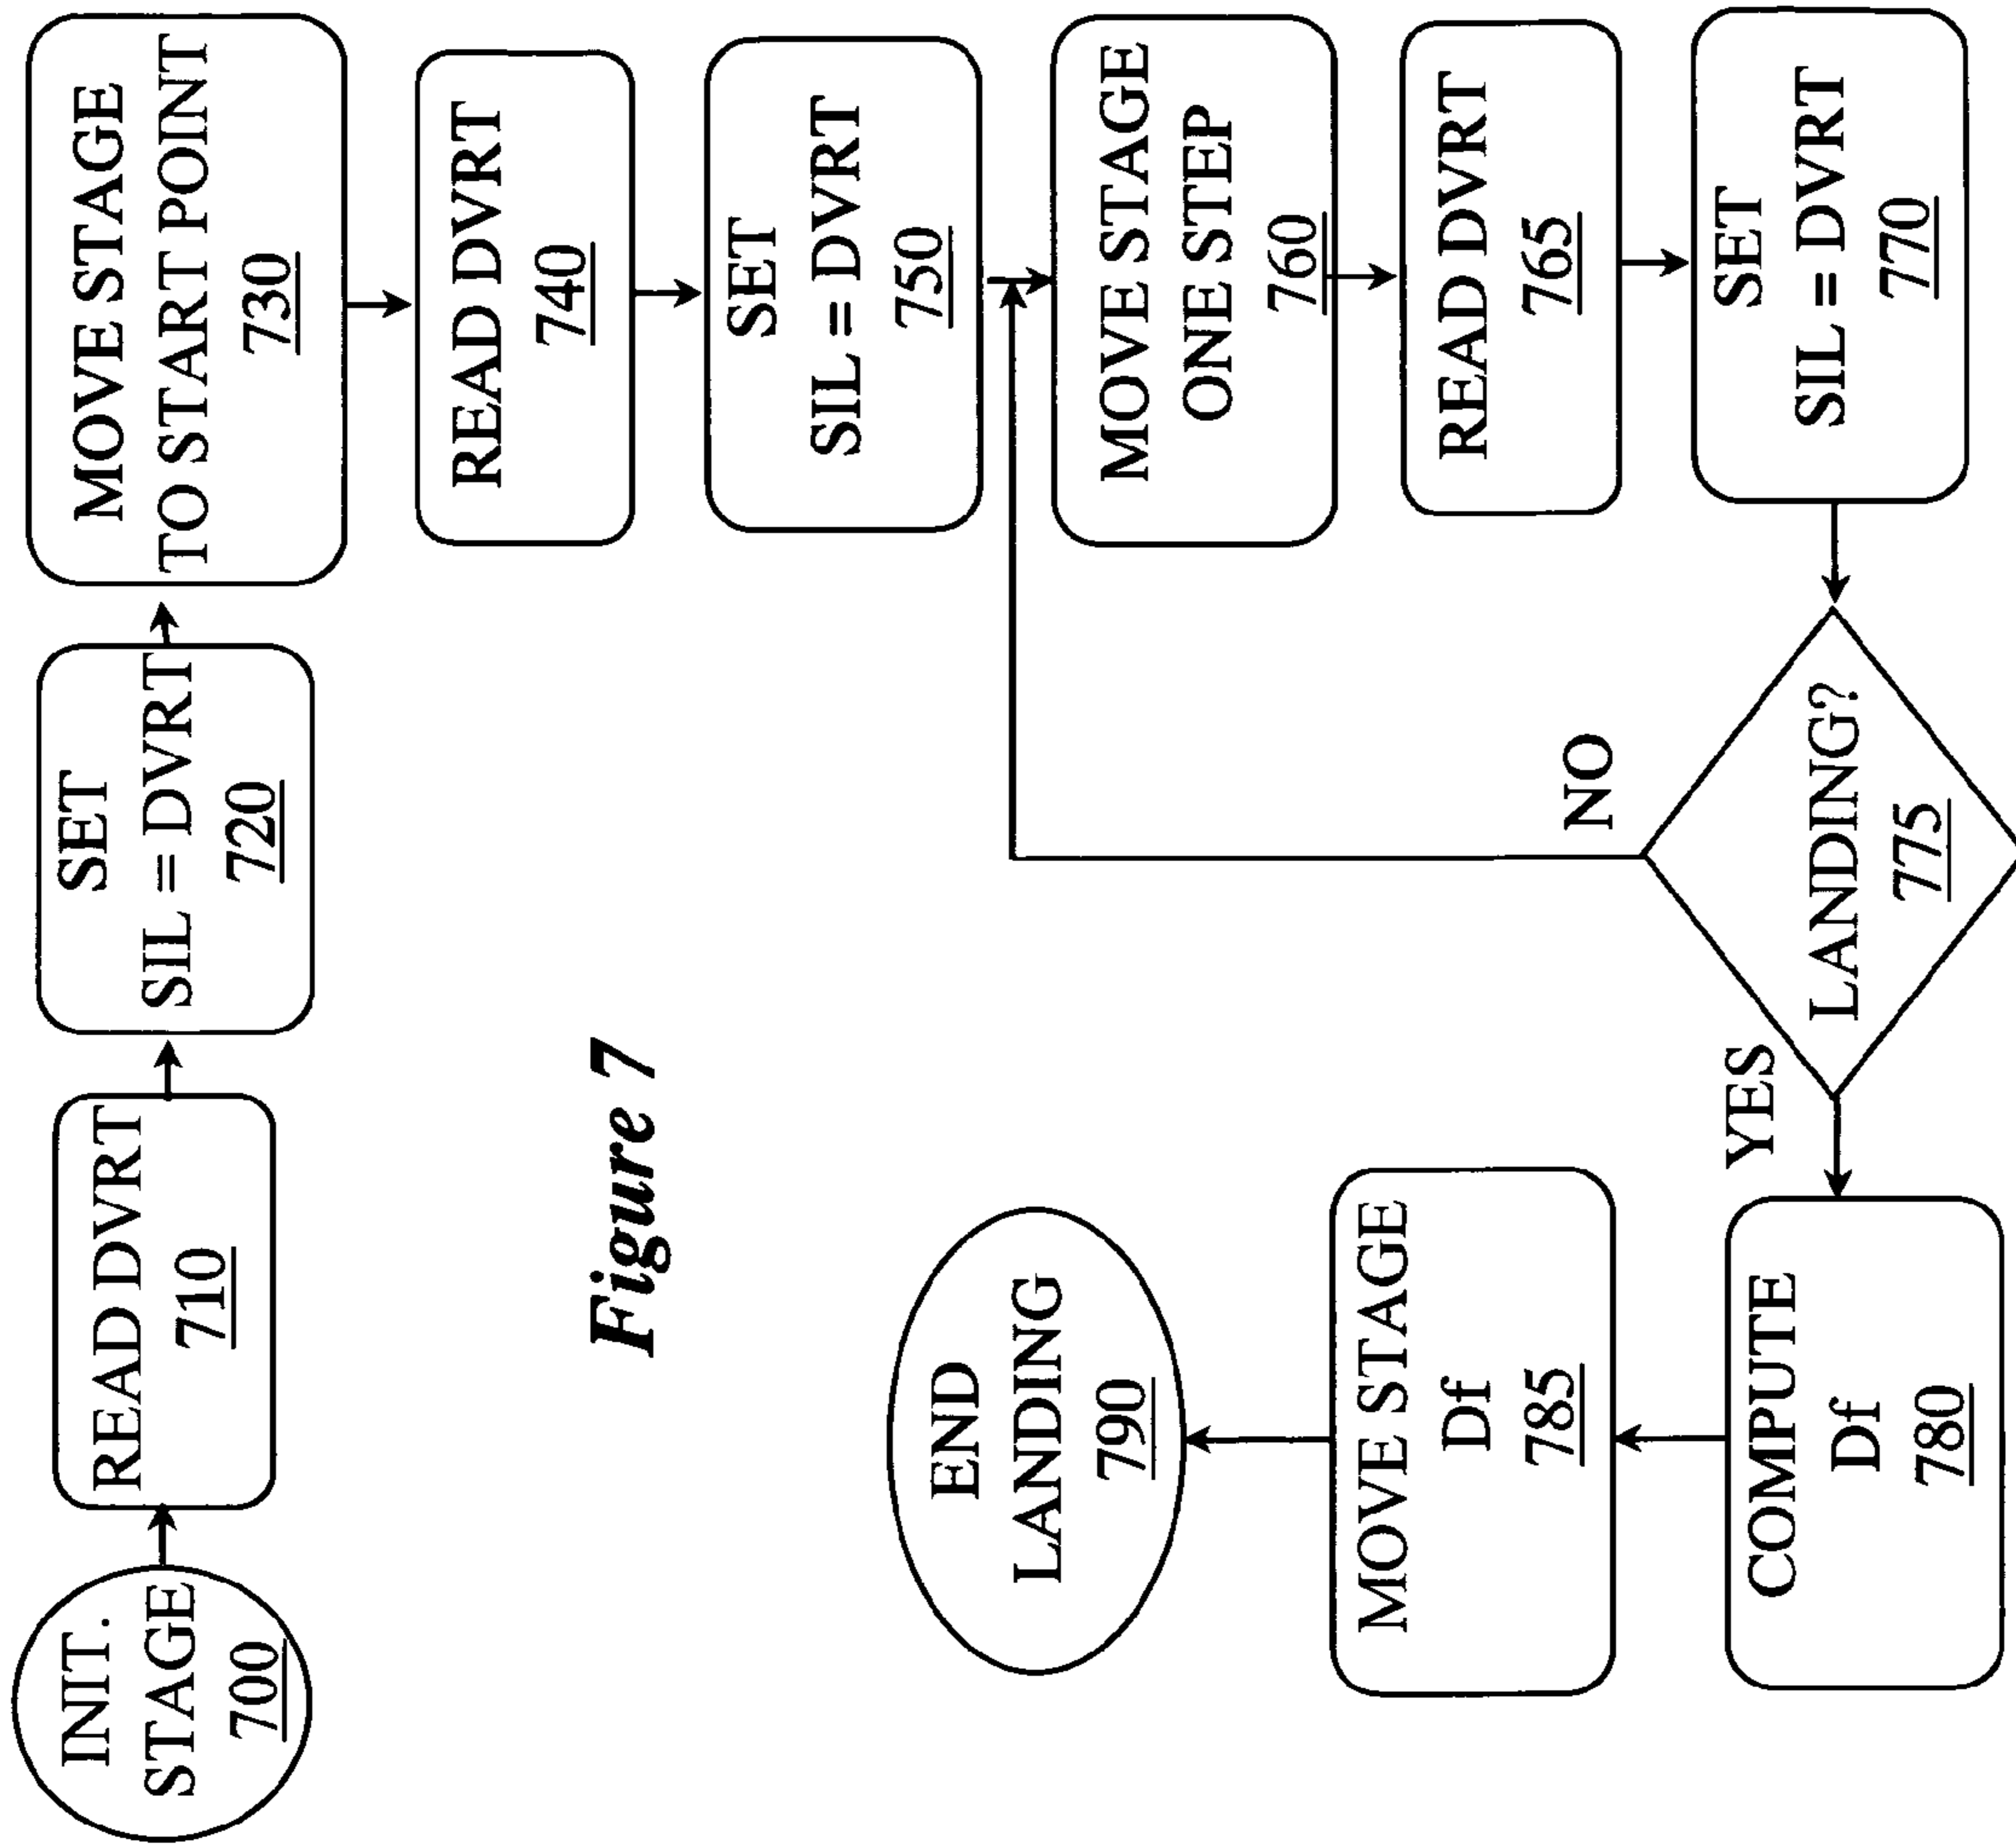 INIT.
STAGE
700
READ DVRT
710
SET
SIL = DVRT
720
MOVE STAGE
TO START POINT
730
READ DVRT
740
SET
SIL = DVRT
750
MOVE STAGE
ONE STEP
760
READ DVRT
765
SET
SIL = DVRT
770
LANDING?
775
NO
YES
COMPUTE
Df
780
MOVE STAGE
Df
785
END
LANDING
790
Figure 7